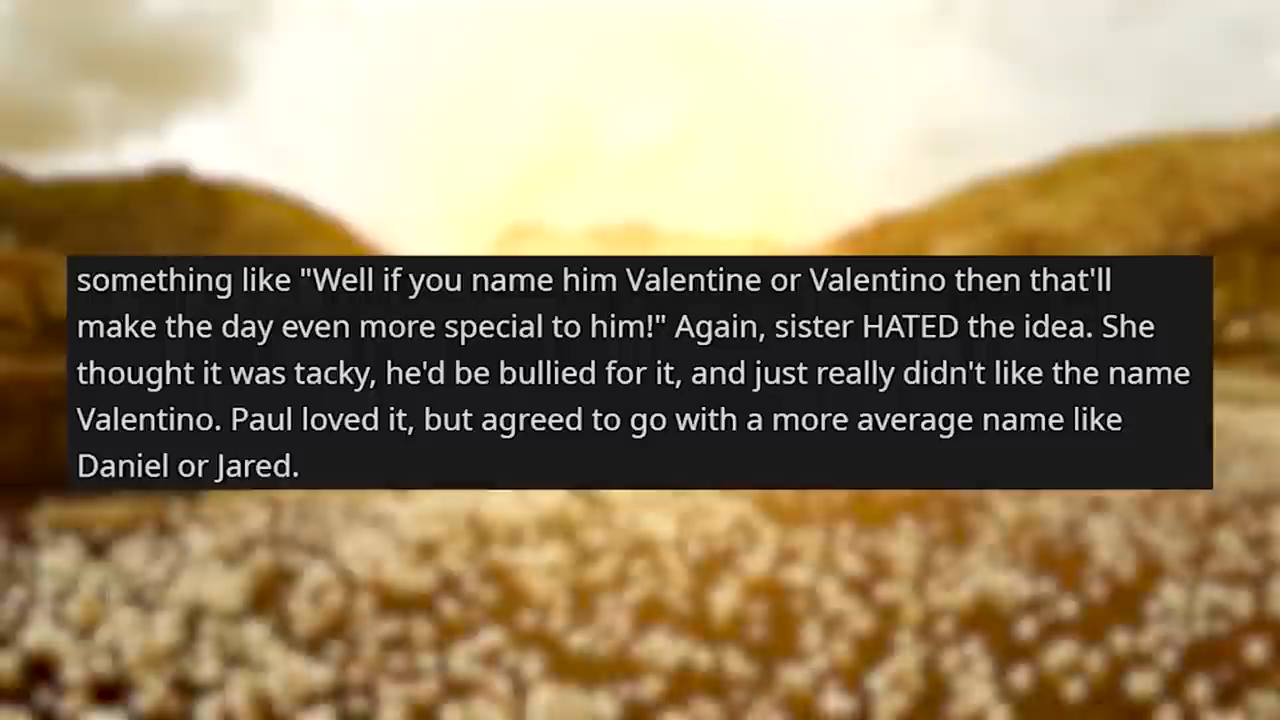 something like "Well if you name him Valentine or Valentino then that'll
make the day even more special to him!" Again, sister HATED the idea. She
thought it was tacky, he'd be bullied for it, and just really didn't like the name
Valentino. Paul loved it, but agreed to go with a more average name like
Daniel or Jared.